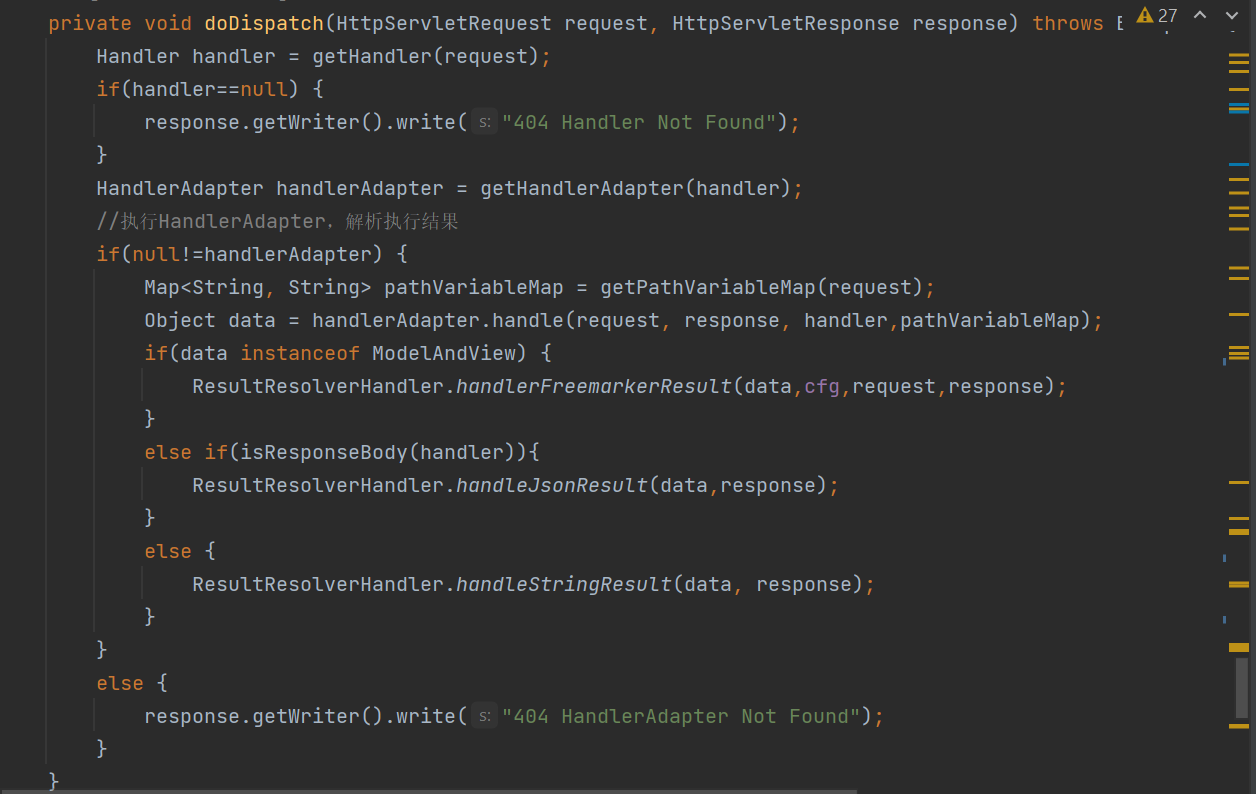 private void doDispatch(HttpServletRequest request, HttpServletResponse response) throws E 27
Handler handler = getHandler(request);
if(handler==null) {
response.getWriter().write( s: "404 Handler Not Found");
}
HandlerAdapter handlerAdapter = getHandlerAdapter(handler);
//执行HandlerAdapter，解析执行结果
if(null!=handlerAdapter) {
Map<String, String> pathVariableMap = getPathVariableMap(request);
Object data = handlerAdapter.handle(request, response, handler,pathVariableMap);
if(data instanceof ModelAndView) {
ResultResolverHandler.handlerFreemarkerResult(data,cfg,request,response);
}
else if(isResponseBody(handler)){
ResultResolverHandler.handleJsonResult(data,response);
}
else {
ResultResolverHandler.handleStringResult(data, response);
}
}
else {
response.getWriter().write( s: "404 HandlerAdapter Not Found");
}
}